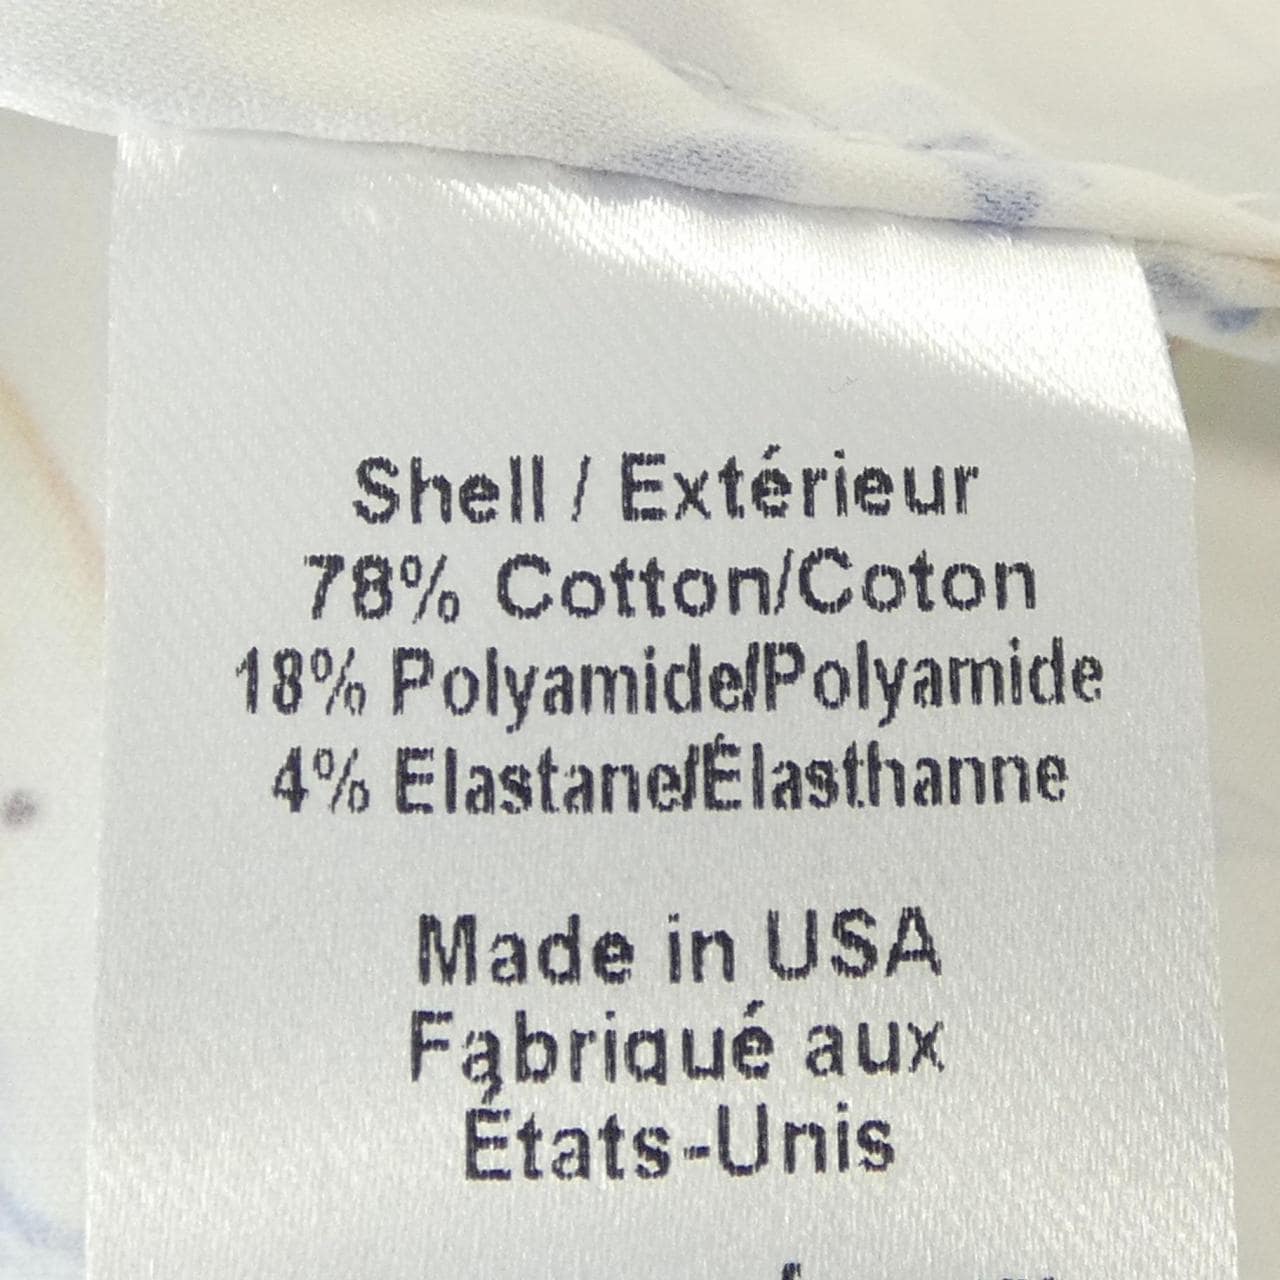 Shell / Extérieur
78% Cotton/Coton
18% Polyamide/Polyamide
4% Elastane/Élasthanne
Made in USA
Fabriqué aux
États-Unis